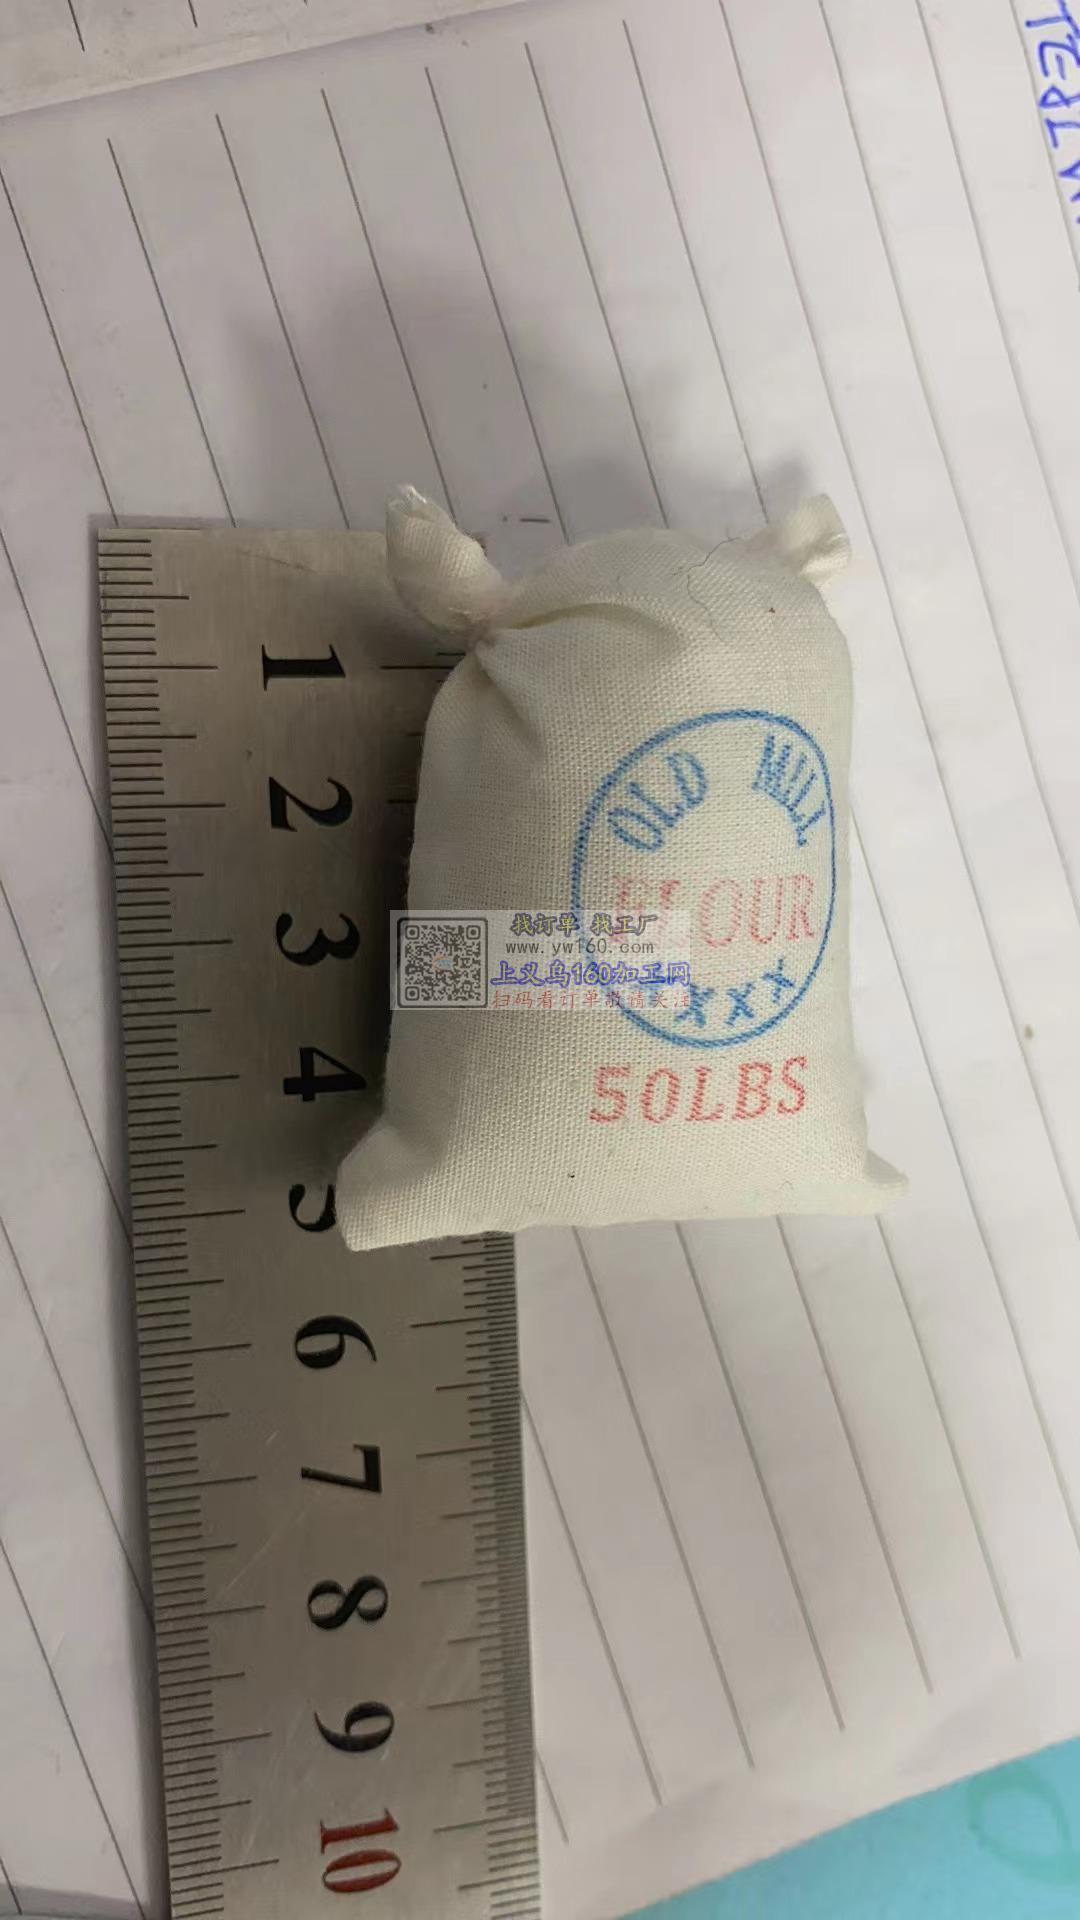 1
2
3
4
5
6
7
8
9
10
OLD MILL
FLOUR
XXX
50LBS
找订单 找工厂
www.yw160.com
上义乌160加工网
扫码看订单敬请关注